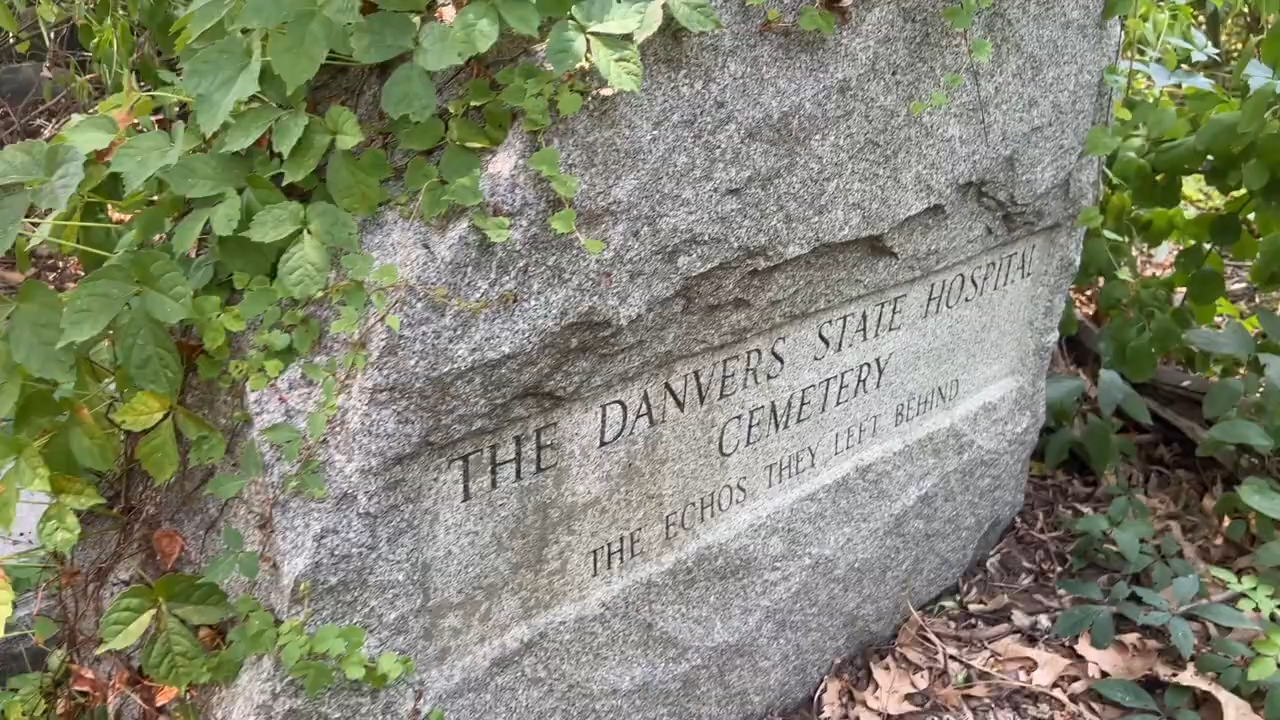 THE DANVERS STATE HOSPITAL
CEMETERY
THE ECHOS THEY LEFT BEHIND